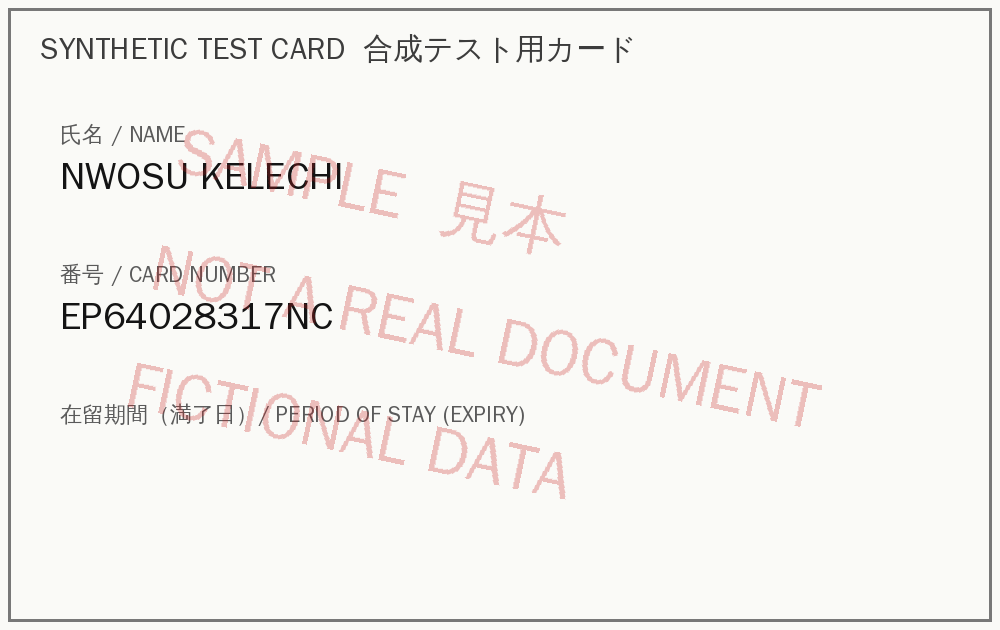 SYNTHETIC TEST CARD 合成テスト用カード
氏名 / NAME
NWOSU KELECHI
SAMPLE 見本
番号 / CARD NUMBER
EP64028317NC
NOT A REAL DOCUMENT
在留期間（満了日）/ PERIOD OF STAY (EXPIRY)
FICTIONAL DATA